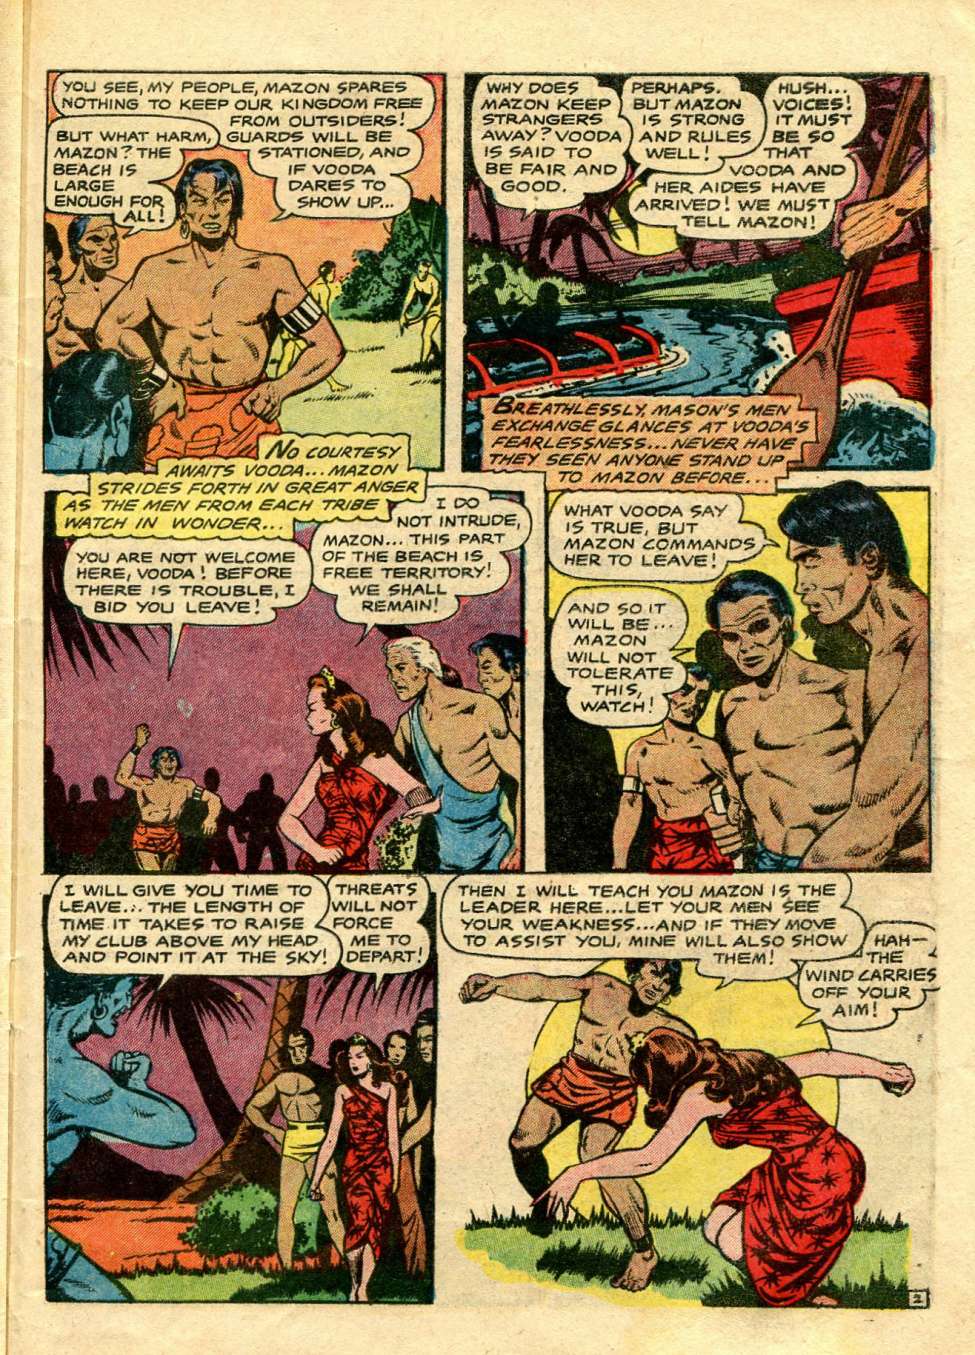 YOU SEE, MY PEOPLE, MAZON SPARES
NOTHING TO KEEP OUR KINGDOM FREE
FROM OUTSIDERS!
GUARDS WILL BE
STATIONED, AND
IF VOODA
DARES TO
SHOW UP...
BUT WHAT HARM,
MAZON? THE
BEACH IS
LARGE
ENOUGH FOR
ALL!
WHY DOES
MAZON KEEP
STRANGERS
AWAY? VOODA
IS SAID TO
BE FAIR AND
GOOD.
PERHAPS.
BUT MAZON
IS STRONG
AND RULES
WELL!
HUSH...
VOICES!
IT MUST
BE SO
THAT
VOODA AND
HER AIDES HAVE
ARRIVED! WE MUST
TELL MAZON!
NO COURTESY
AWAITS VOODA... MAZON
STRIDES FORTH IN GREAT ANGER
AS THE MEN FROM EACH TRIBE
WATCH IN WONDER...
YOU ARE NOT WELCOME
HERE, VOODA! BEFORE
THERE IS TROUBLE, I
BID YOU LEAVE!
I DO
NOT INTRUDE,
MAZON... THIS PART
OF THE BEACH IS
FREE TERRITORY!
WE SHALL
REMAIN!
BREATHLESSLY, MASON'S MEN
EXCHANGE GLANCES AT VOODA'S
FEARLESSNESS... NEVER HAVE
THEY SEEN ANYONE STAND UP
TO MAZON BEFORE...
WHAT VOODA SAY
IS TRUE, BUT
MAZON COMMANDS
HER TO LEAVE!
AND SO IT
WILL BE...
MAZON
WILL NOT
TOLERATE
THIS,
WATCH!
I WILL GIVE YOU TIME TO
LEAVE... THE LENGTH OF
TIME IT TAKES TO RAISE
MY CLUB ABOVE MY HEAD
AND POINT IT AT THE SKY!
THREATS
WILL NOT
FORCE
ME TO
DEPART!
THEN I WILL TEACH YOU MAZON IS THE
LEADER HERE... LET YOUR MEN SEE
YOUR WEAKNESS... AND IF THEY MOVE
TO ASSIST YOU, MINE WILL ALSO SHOW
THEM!
HAH—
THE
WIND CARRIES
OFF YOUR
AIM!
2